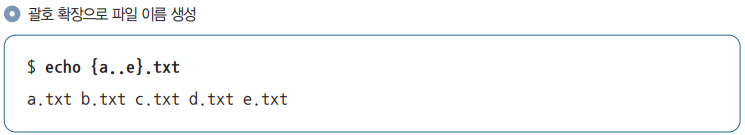 괄호 확장으로 파일 이름 생성
$ echo {a..e}.txt
a.txt b.txt c.txt d.txt e.txt